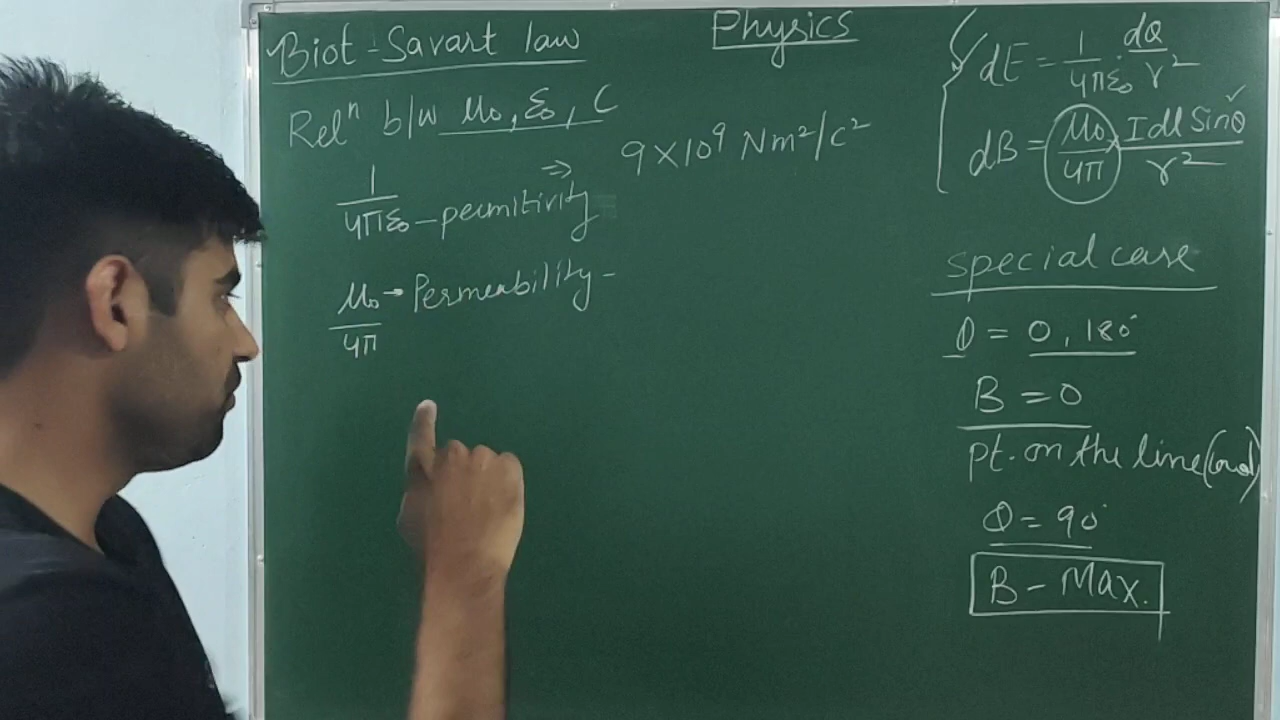 Physics
Biot-Savart law
Relⁿ b/w μ₀, ε₀, C
1/4πε₀ – permitivity ⇒ 9×10⁹ Nm²/c²
μ₀/4π → Permeability –
dE = 1/4πε₀ · dQ/r²
dB = μ₀/4π × Idl Sinθ/r² ✓
special case
θ = 0, 180°
B = 0
pt. on the line (cond)
θ = 90°
B – Max.